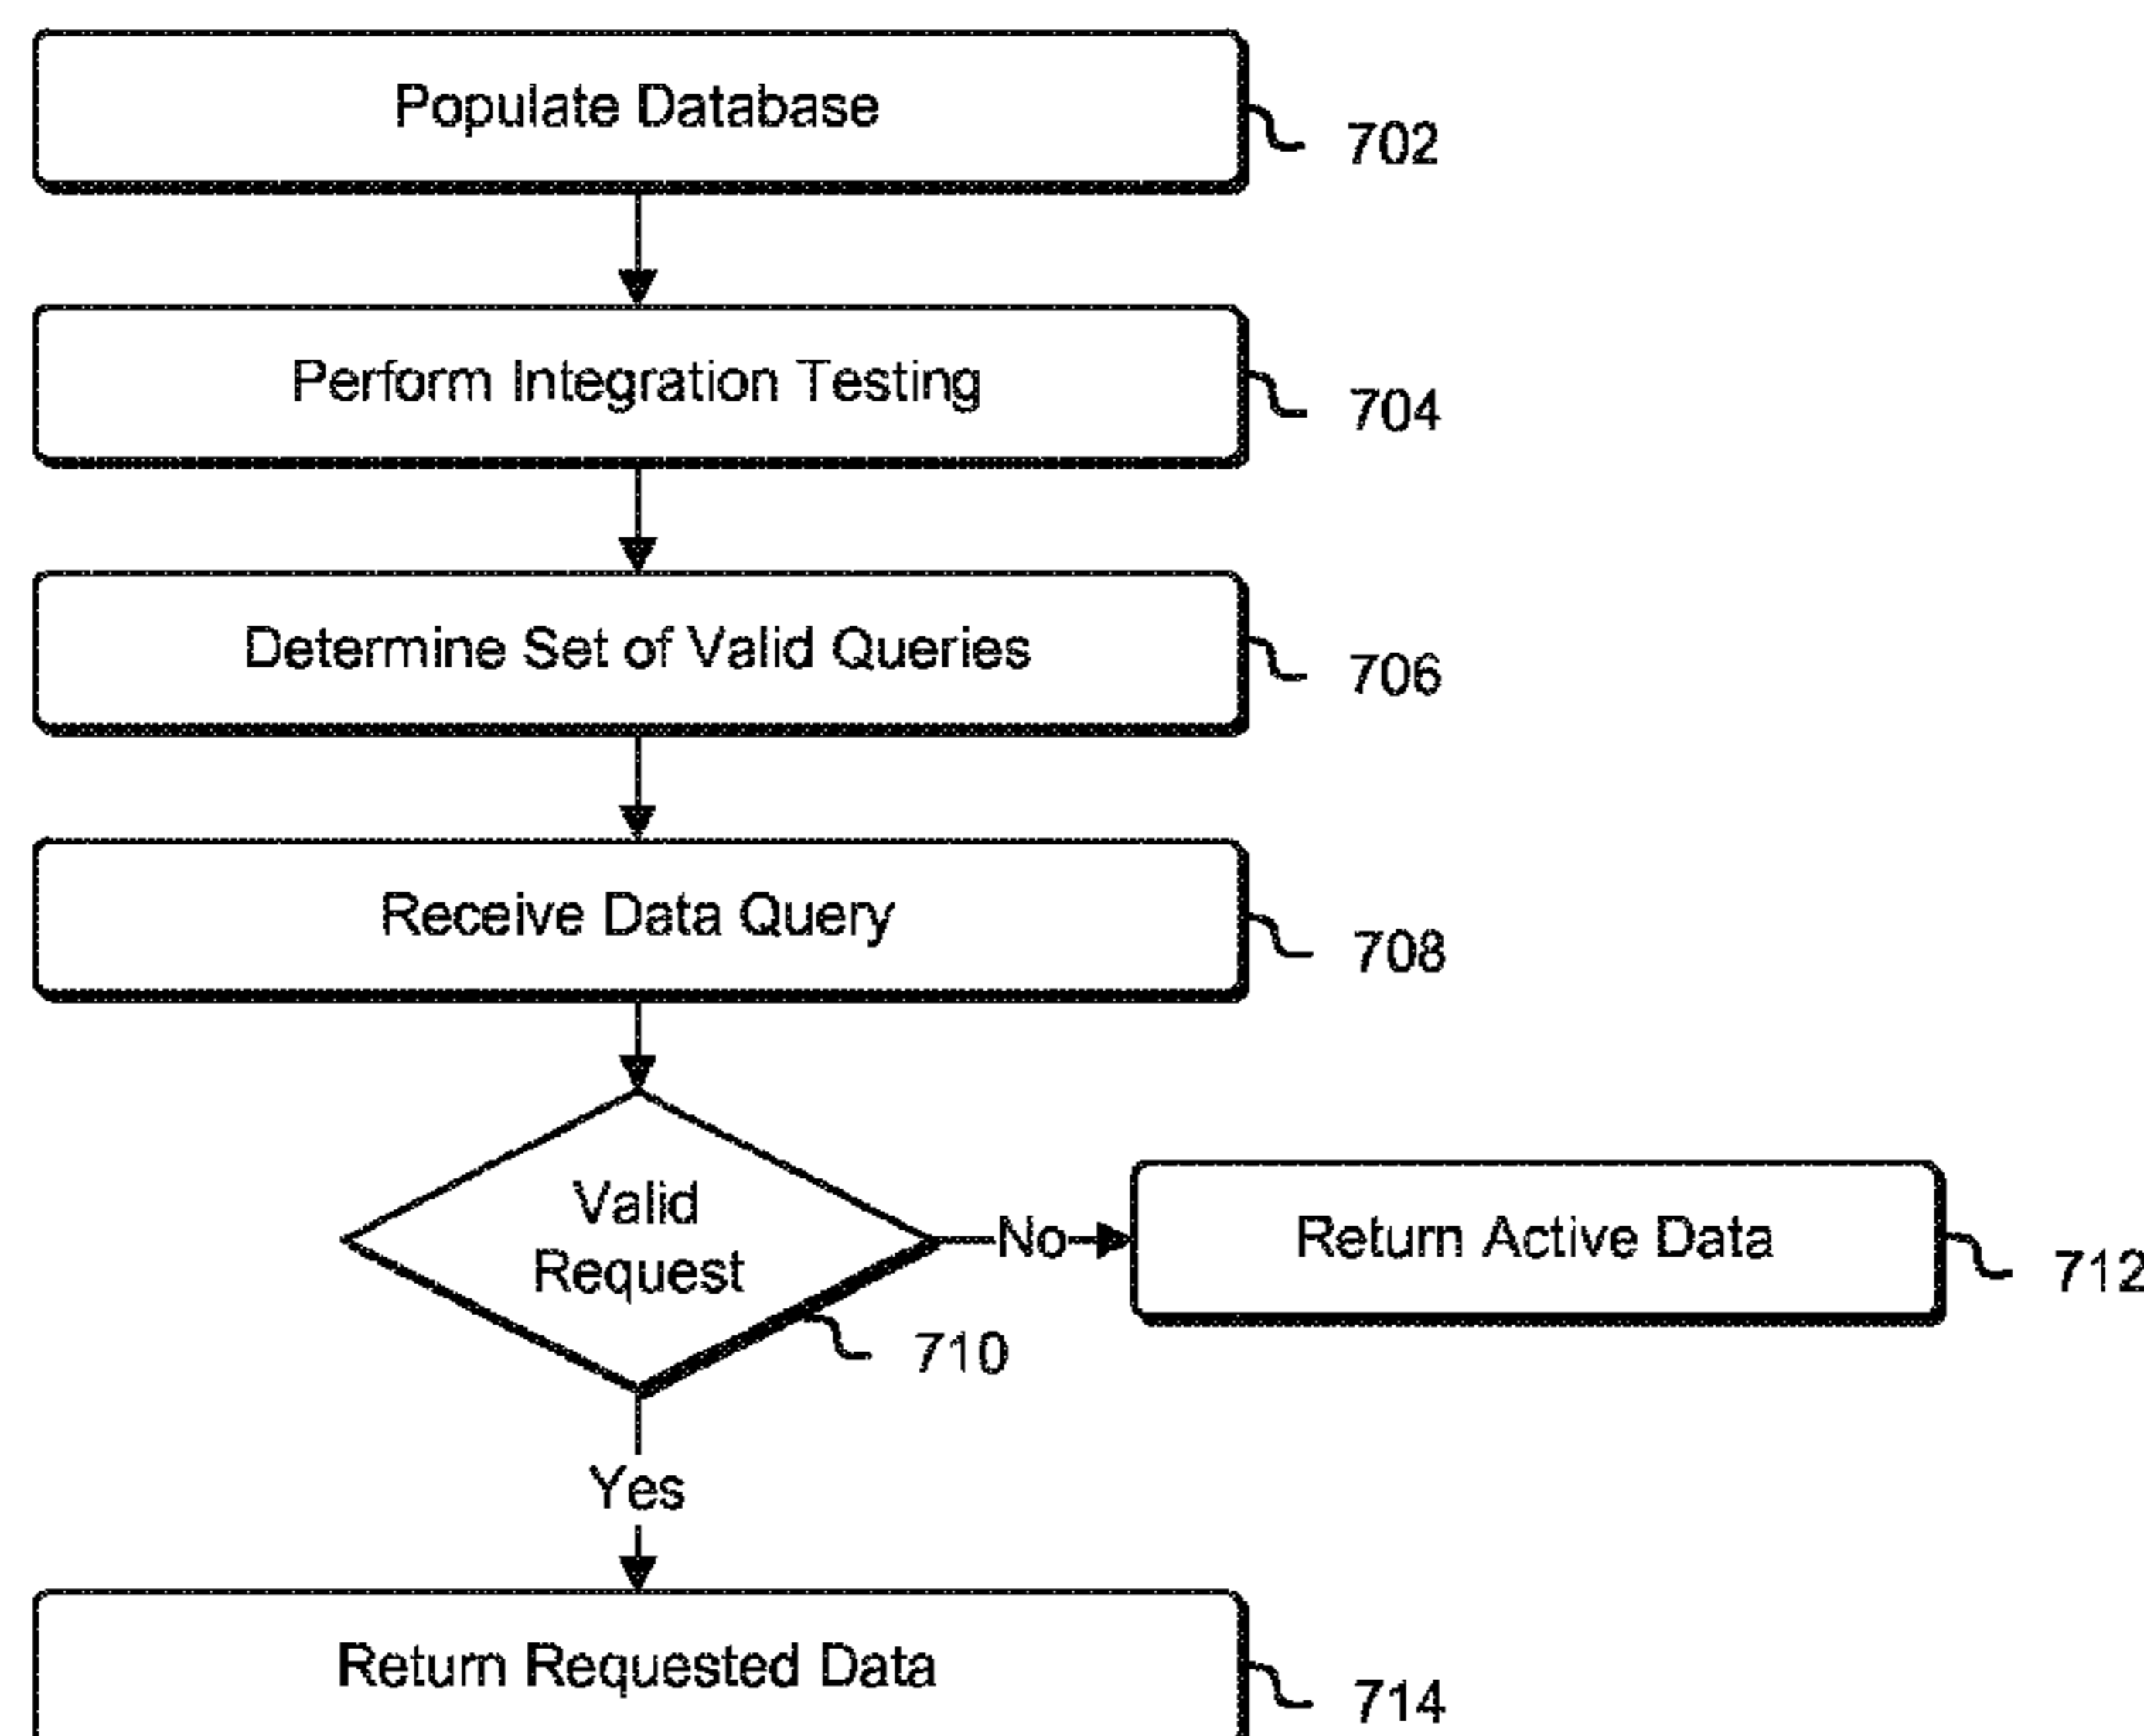 Populate Database
702
Perform Integration Testing
704
Determine Set of Valid Queries
706
Receive Data Query
708
Valid
Request
No
Return Active Data
712
710
Yes
Return Requested Data
714